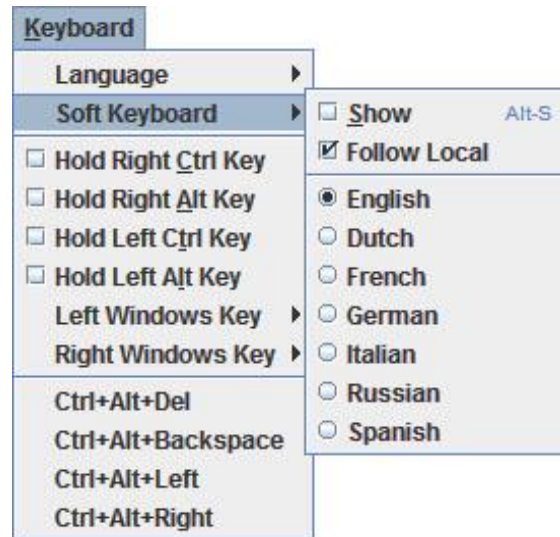 Keyboard
Language
Soft Keyboard
Hold Right Ctrl Key
Hold Right Alt Key
Hold Left Ctrl Key
Hold Left Alt Key
Left Windows Key
Right Windows Key
Ctrl+Alt+Del
Ctrl+Alt+Backspace
Ctrl+Alt+Left
Ctrl+Alt+Right
Show Alt-S
Follow Local
English
Dutch
French
German
Italian
Russian
Spanish